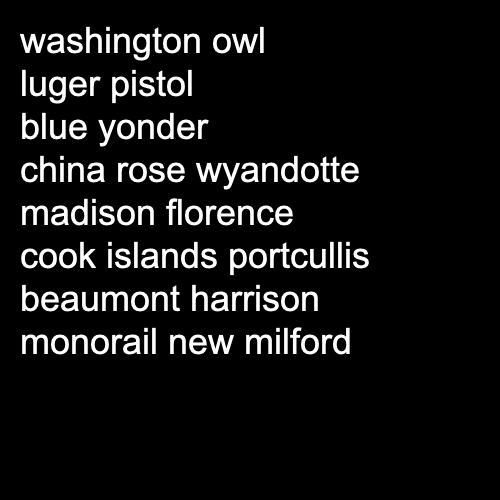 washington owl
luger pistol
blue yonder
china rose wyandotte
madison florence
cook islands portcullis
beaumont harrison
monorail new milford